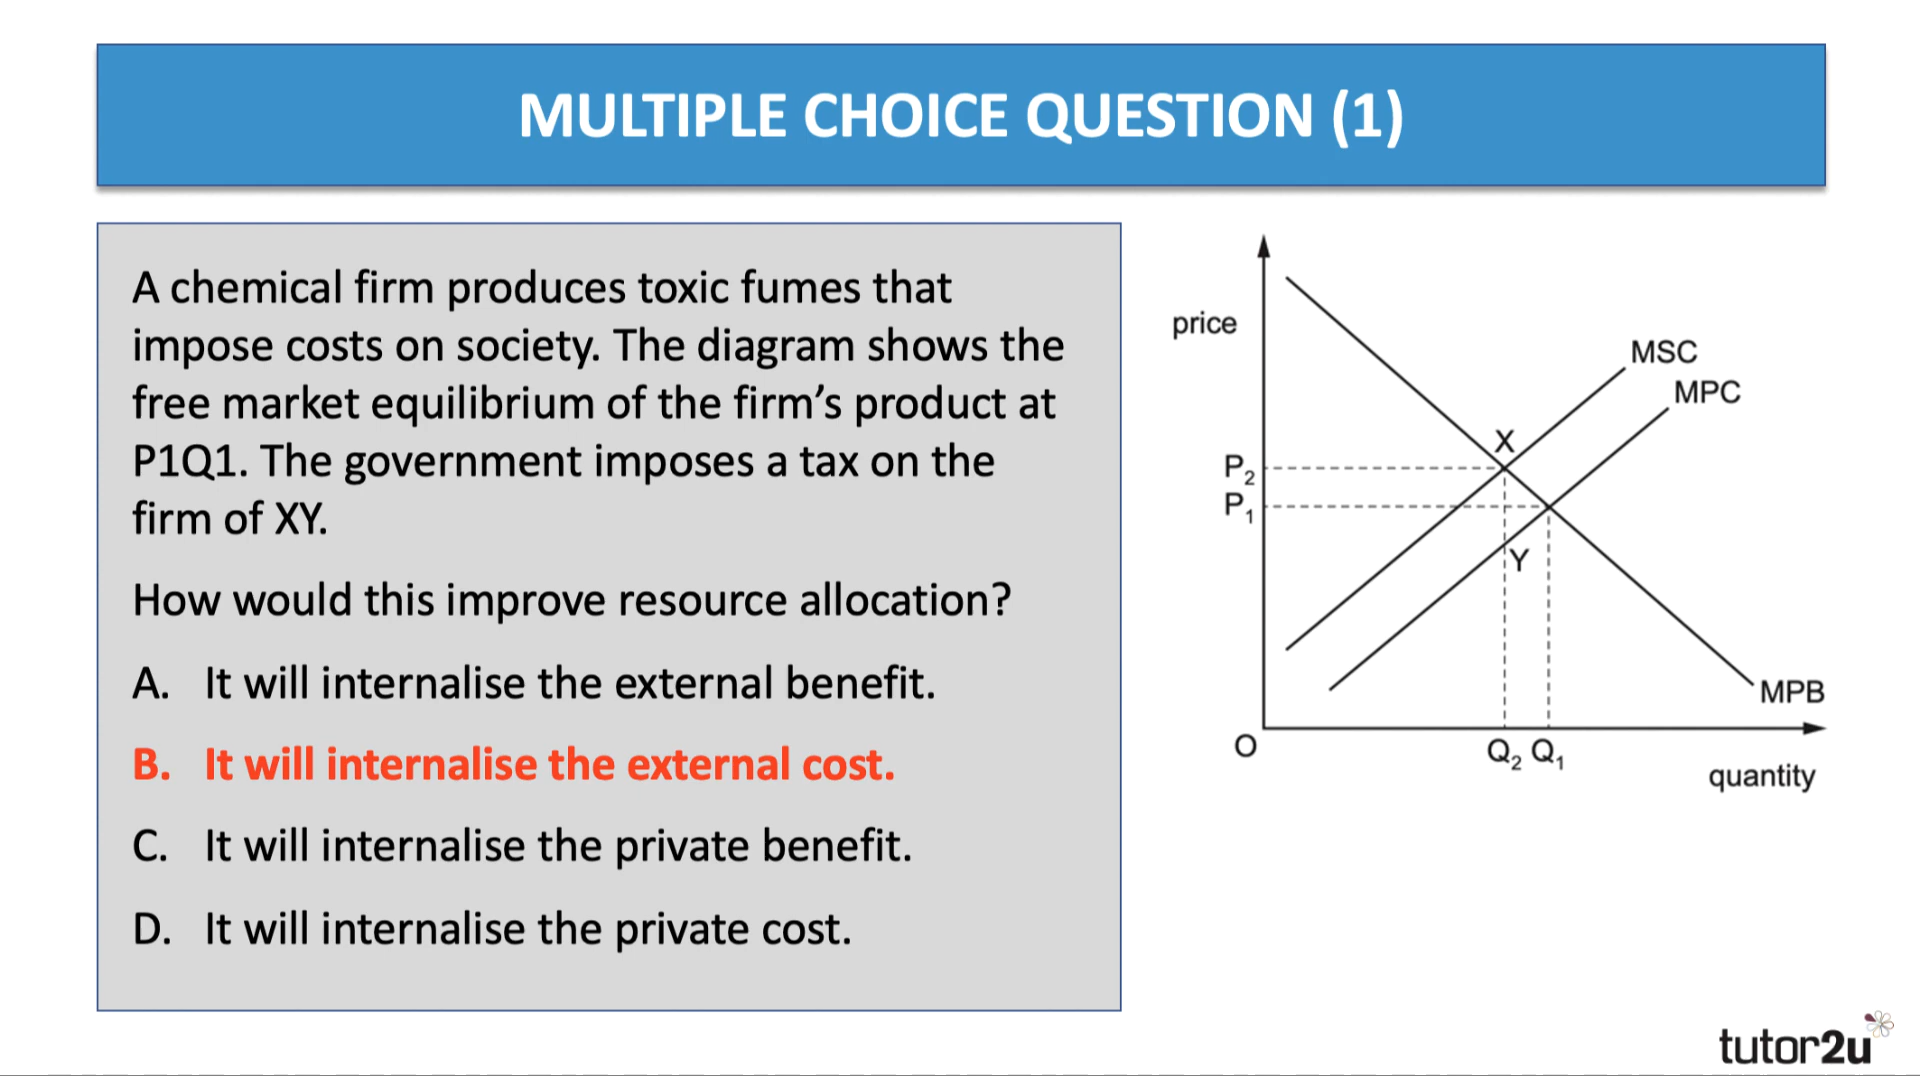 MULTIPLE CHOICE QUESTION (1)
A chemical firm produces toxic fumes that
impose costs on society. The diagram shows the
free market equilibrium of the firm’s product at
P1Q1. The government imposes a tax on the
firm of XY.
How would this improve resource allocation?
A. It will internalise the external benefit.
B. It will internalise the external cost.
C. It will internalise the private benefit.
D. It will internalise the private cost.
price
MSC
MPC
X
P₂
P₁
Y
MPB
O
Q₂ Q₁
quantity
tutor2u